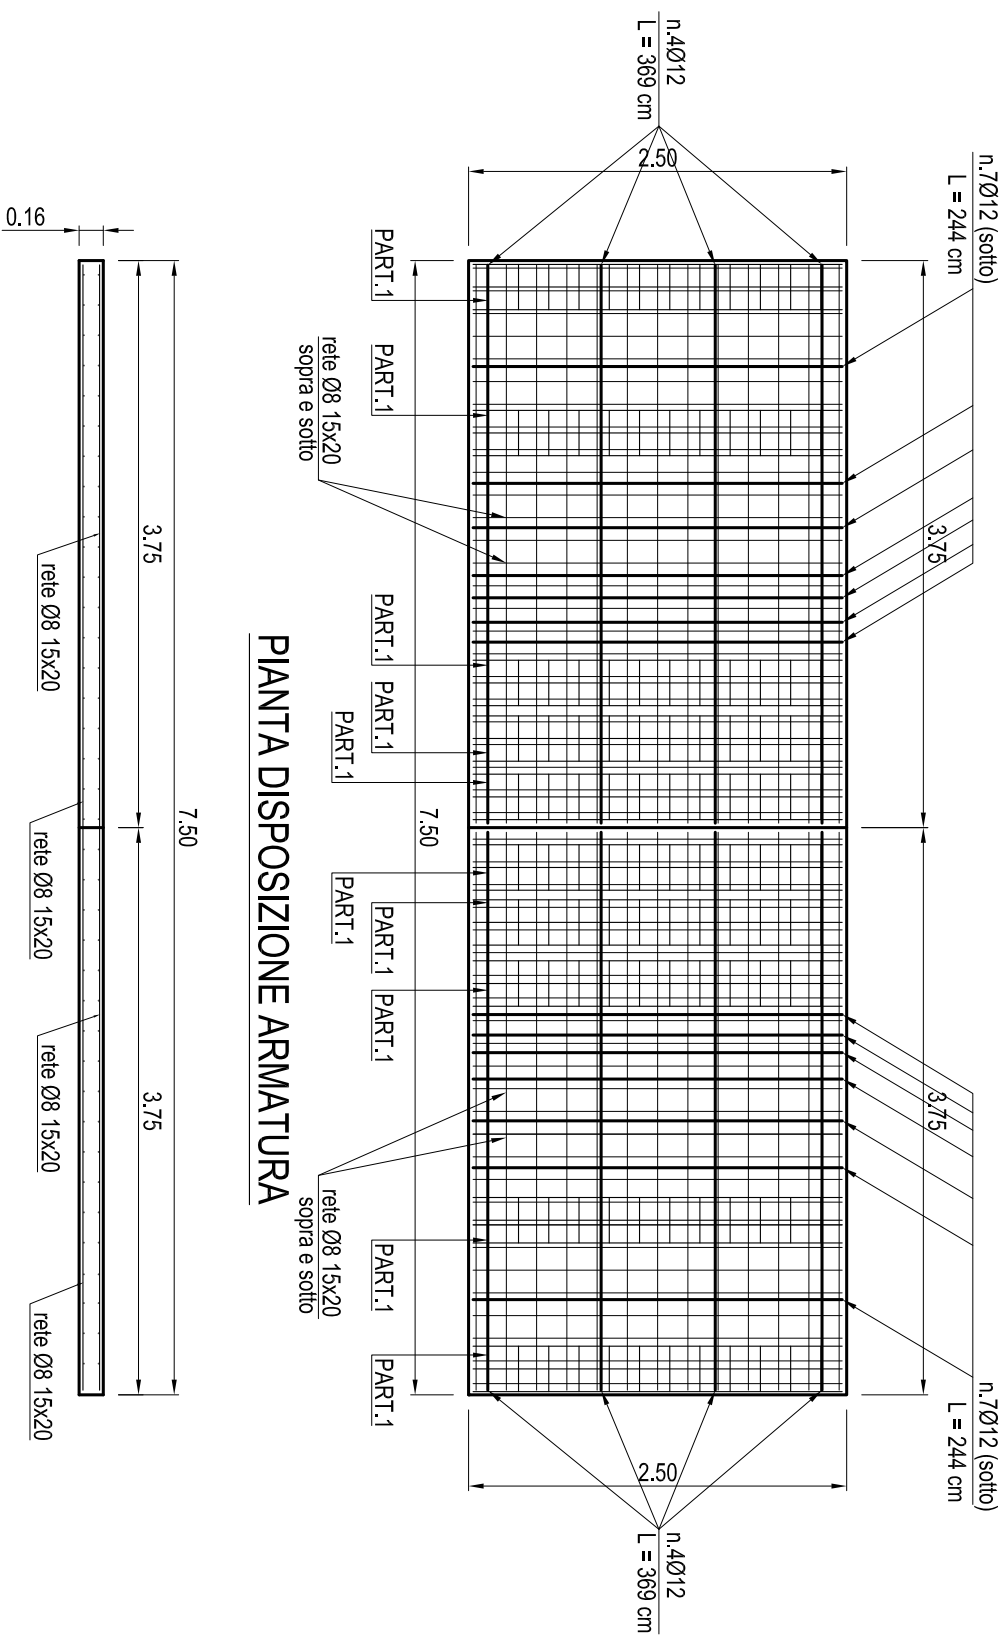 n.7Ø12 (sotto)
L = 244 cm
n.7Ø12 (sotto)
L = 244 cm
3.75
3.75
n.4Ø12
L = 369 cm
2.50
2.50
n.4Ø12
L = 369 cm
7.50
PART.1
PART.1
PART.1
PART.1
PART.1
PART.1
PART.1
PART.1
PART.1
PART.1
rete Ø8 15x20
sopra e sotto
rete Ø8 15x20
sopra e sotto
PIANTA DISPOSIZIONE ARMATURA
7.50
3.75
3.75
0.16
rete Ø8 15x20
rete Ø8 15x20
rete Ø8 15x20
rete Ø8 15x20